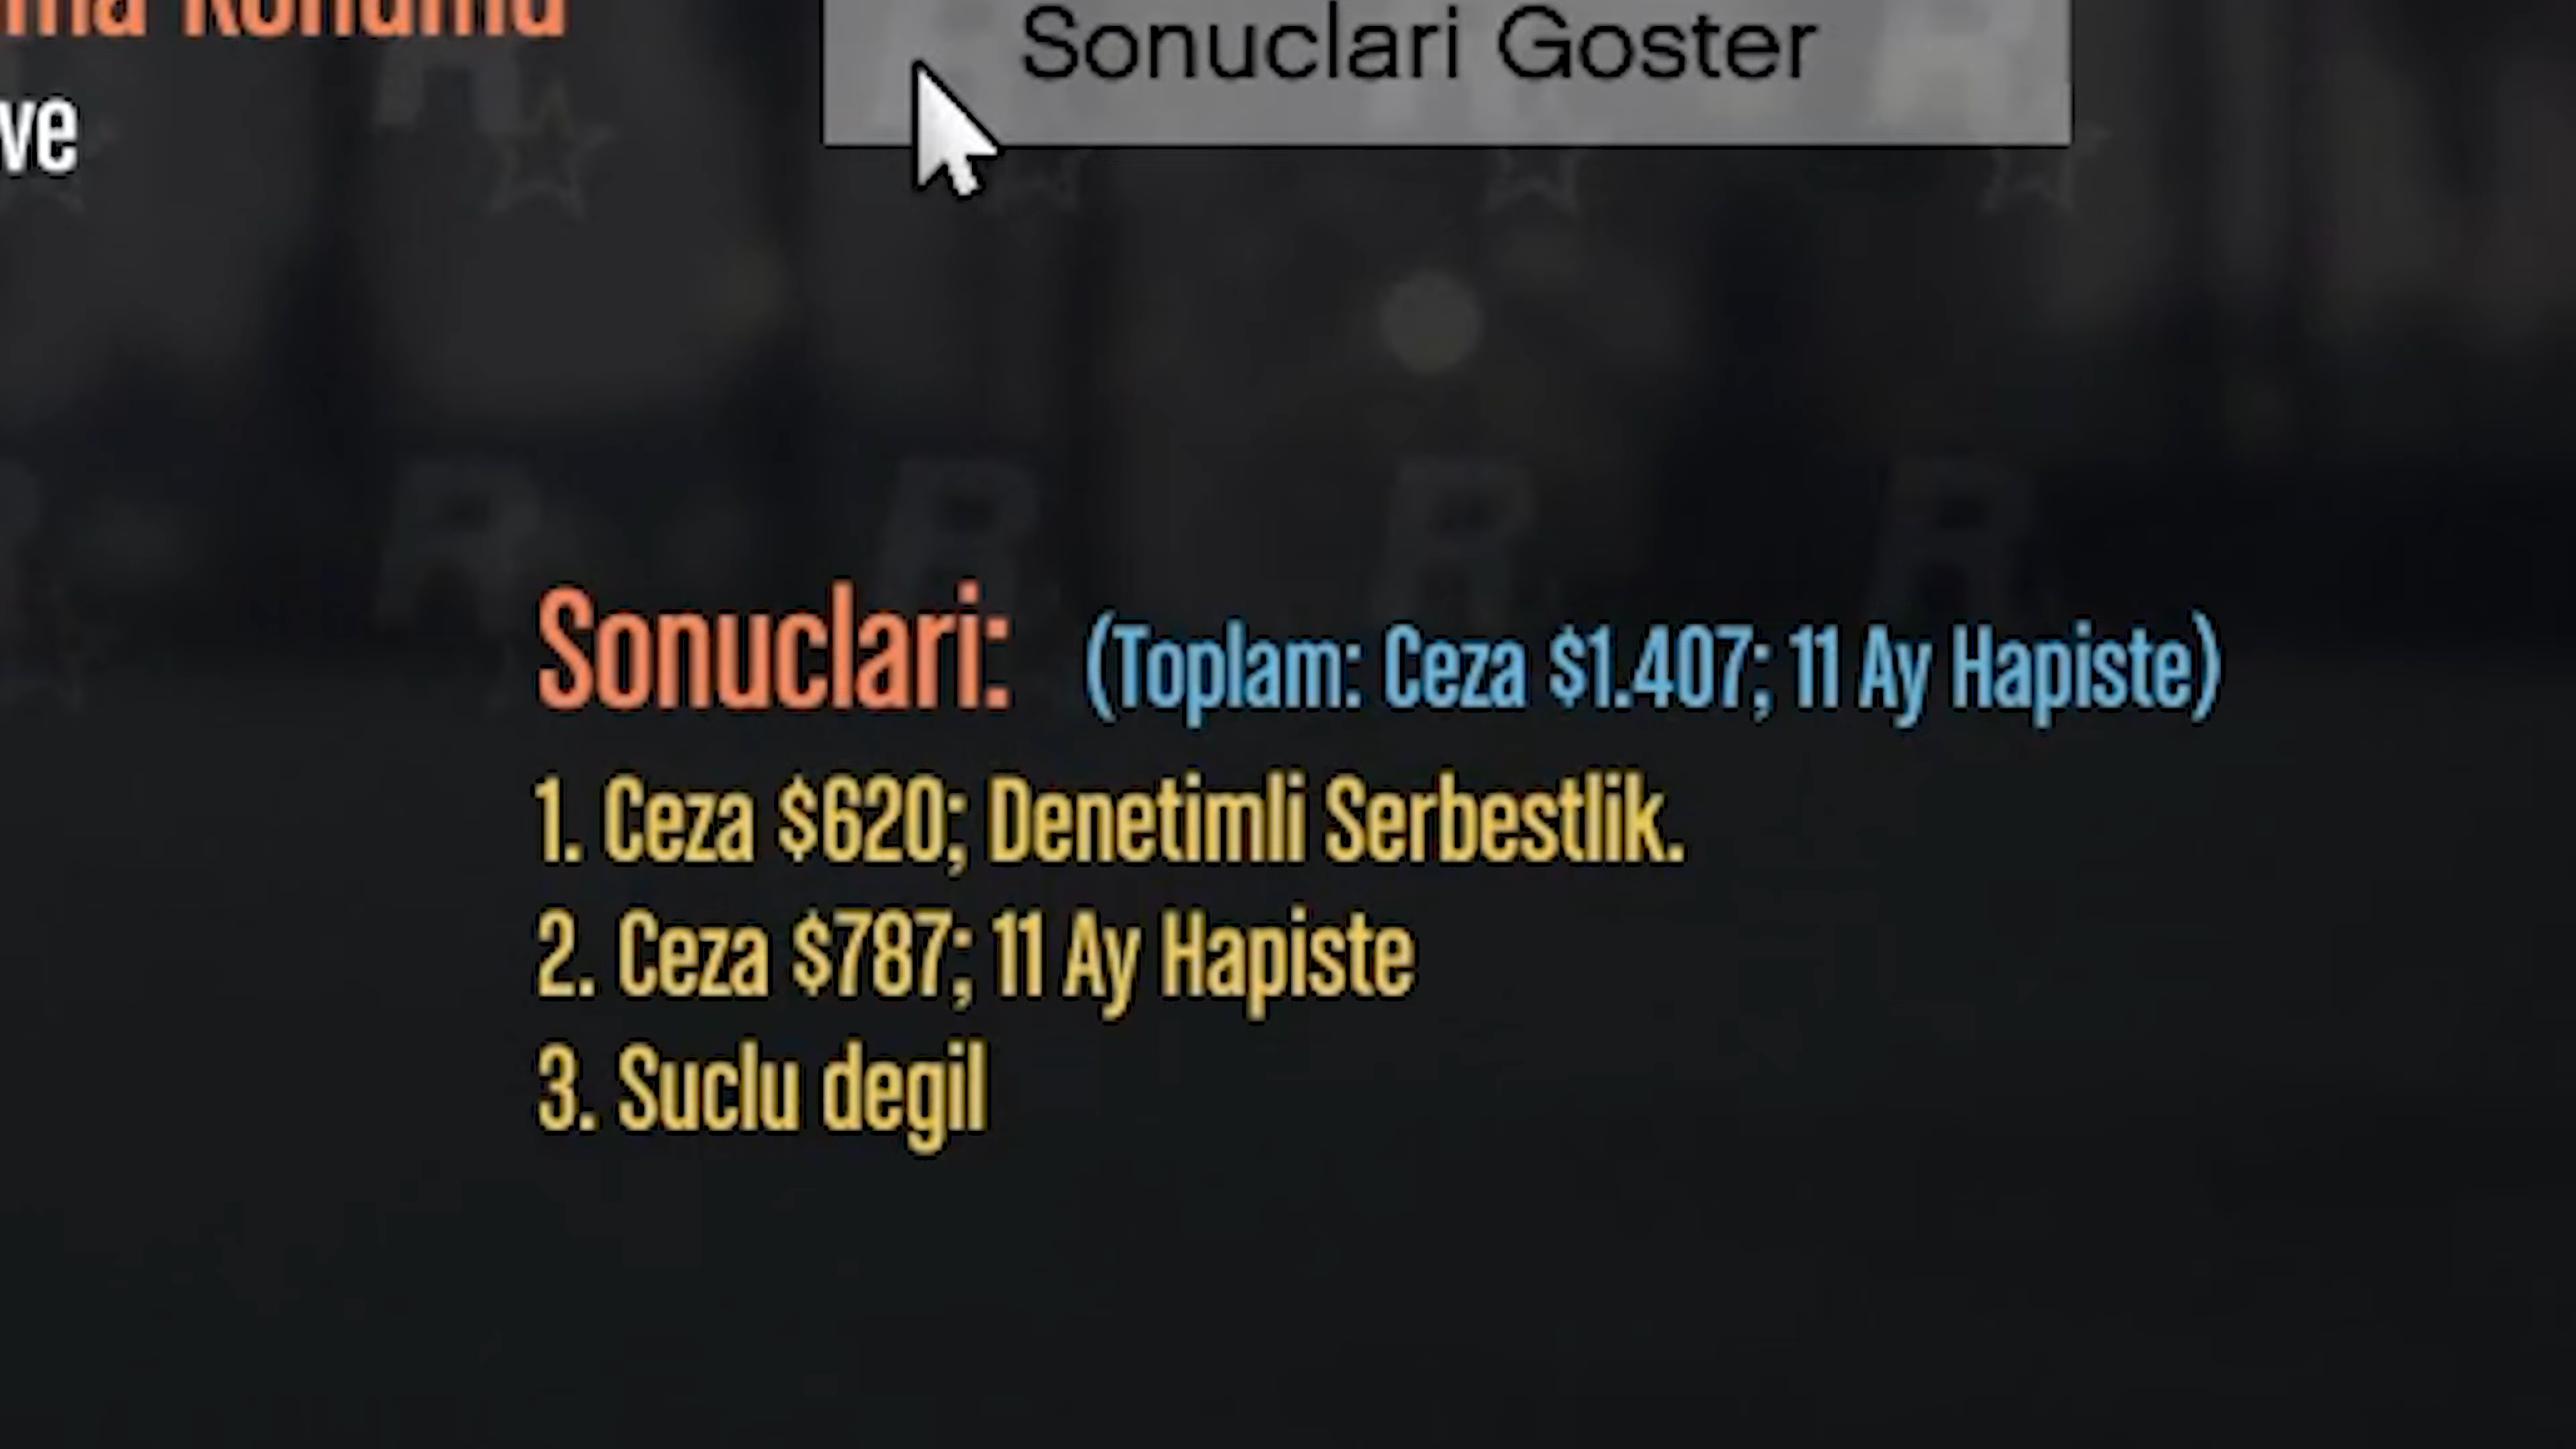 Sonuclari Goster
ve
Sonuclari: (Toplam: Ceza $1.407; 11 Ay Hapiste)
1. Ceza $620; Denetimli Serbestlik.
2. Ceza $787; 11 Ay Hapiste
3. Suclu degil